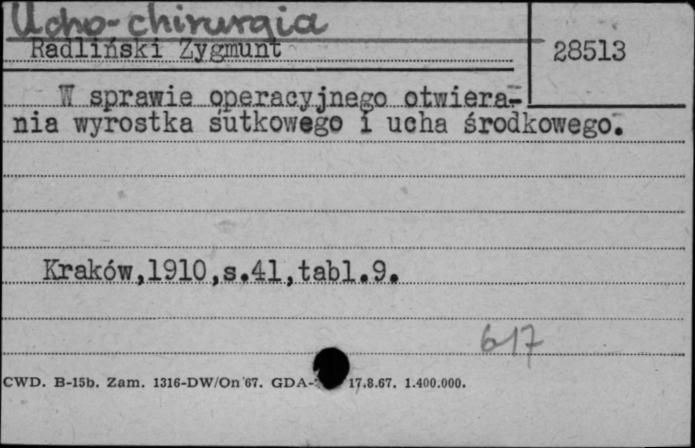 Ucho-chirurgia
Radliński Zygmunt
28513
W sprawie operacyjnego otwiera-
nia wyrostka sutkowego i ucha środkowego.
Kraków,1910,s.41,tabl.9.
617
CWD. B-15b. Zam. 1316-DW/On 67. GDA- 17.8.67. 1.400.000.